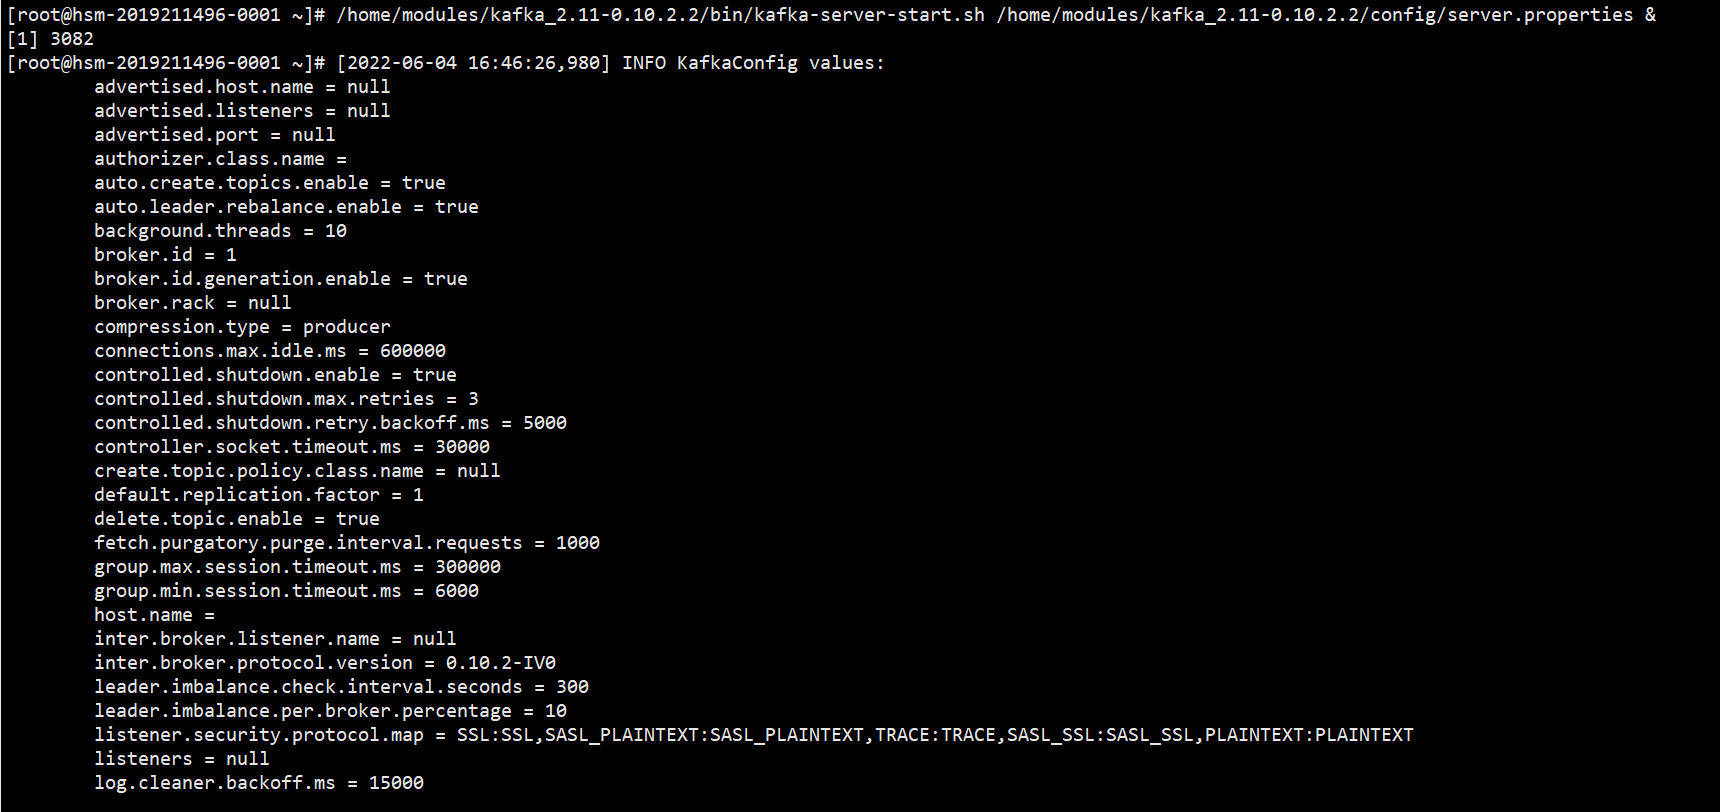 [root@hsm-2019211496-0001 ~]# /home/modules/kafka_2.11-0.10.2.2/bin/kafka-server-start.sh /home/modules/kafka_2.11-0.10.2.2/config/server.properties &
[1] 3082
[root@hsm-2019211496-0001 ~]# [2022-06-04 16:46:26,980] INFO KafkaConfig values:
advertised.host.name = null
advertised.listeners = null
advertised.port = null
authorizer.class.name =
auto.create.topics.enable = true
auto.leader.rebalance.enable = true
background.threads = 10
broker.id = 1
broker.id.generation.enable = true
broker.rack = null
compression.type = producer
connections.max.idle.ms = 600000
controlled.shutdown.enable = true
controlled.shutdown.max.retries = 3
controlled.shutdown.retry.backoff.ms = 5000
controller.socket.timeout.ms = 30000
create.topic.policy.class.name = null
default.replication.factor = 1
delete.topic.enable = true
fetch.purgatory.purge.interval.requests = 1000
group.max.session.timeout.ms = 300000
group.min.session.timeout.ms = 6000
host.name =
inter.broker.listener.name = null
inter.broker.protocol.version = 0.10.2-IV0
leader.imbalance.check.interval.seconds = 300
leader.imbalance.per.broker.percentage = 10
listener.security.protocol.map = SSL:SSL,SASL_PLAINTEXT:SASL_PLAINTEXT,TRACE:TRACE,SASL_SSL:SASL_SSL,PLAINTEXT:PLAINTEXT
listeners = null
log.cleaner.backoff.ms = 15000